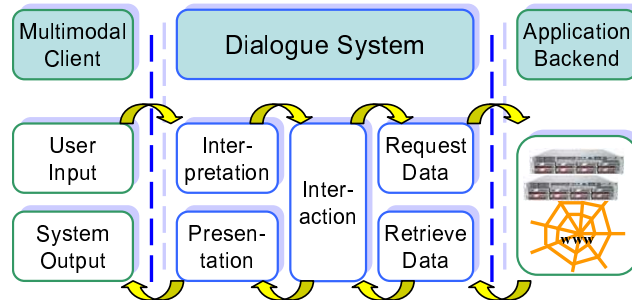 Multimodal
Client
Dialogue System
Application
Backend
User
Input
Inter-
pretation
Inter-
action
Request
Data
System
Output
Presen-
tation
Retrieve
Data
www